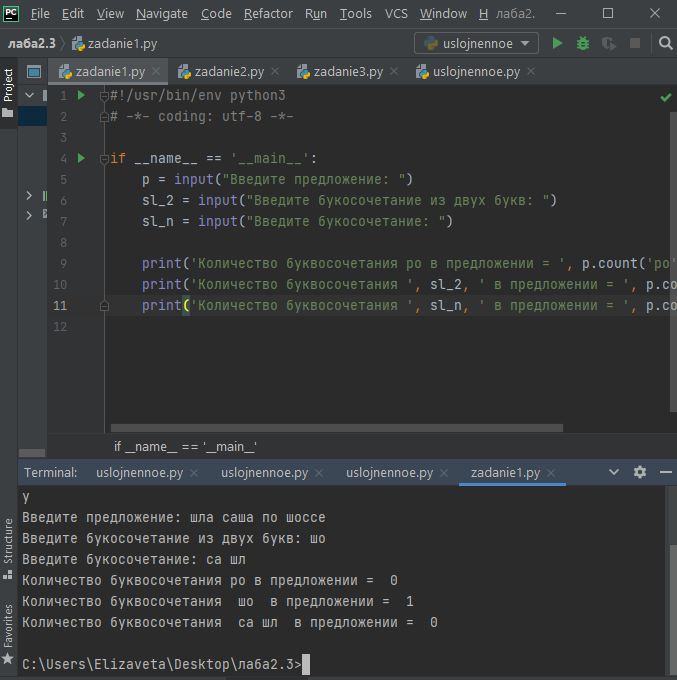 PC File Edit View Navigate Code Refactor Run Tools VCS Window H лаба2.
лаба2.3 zadanie1.py uslojnennoe
zadanie1.py zadanie2.py zadanie3.py uslojnennoe.py
Project
1 #!/usr/bin/env python3
2 # -*- coding: utf-8 -*-
3
4 if __name__ == '__main__':
5 p = input("Введите предложение: ")
6 sl_2 = input("Введите букосочетание из двух букв: ")
7 sl_n = input("Введите букосочетание: ")
8
9 print('Количество буквосочетания ро в предложении = ', p.count('ро'
10 print('Количество буквосочетания ', sl_2, ' в предложении = ', p.co
11 print('Количество буквосочетания ', sl_n, ' в предложении = ', p.co
12
if __name__ == '__main__'
Terminal: uslojnennoe.py uslojnennoe.py uslojnennoe.py zadanie1.py
y
Введите предложение: шла саша по шоссе
Введите букосочетание из двух букв: шо
Введите букосочетание: са шл
Количество буквосочетания ро в предложении =  0
Количество буквосочетания  шо  в предложении =  1
Количество буквосочетания  са шл  в предложении =  0
C:\Users\Elizaveta\Desktop\лаба2.3>
Structure
Favorites